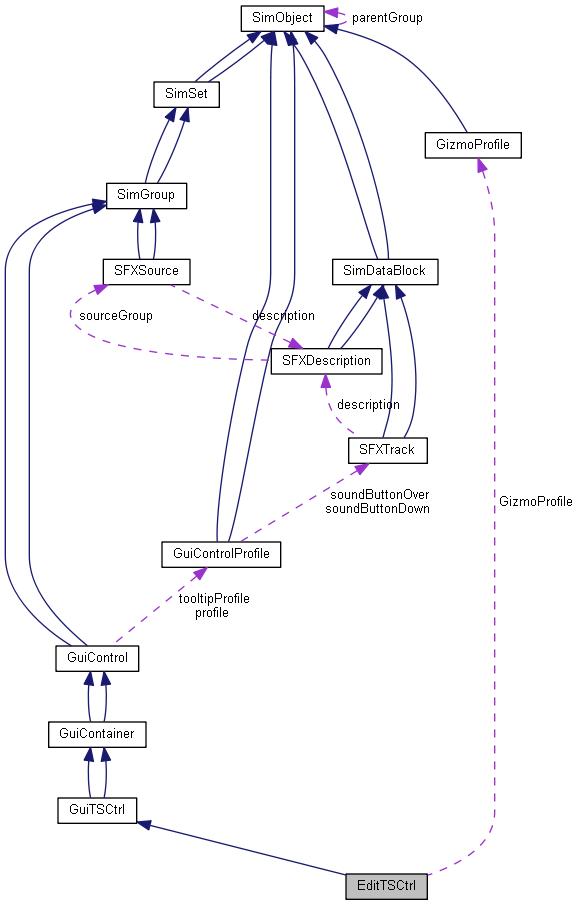 SimObject
parentGroup
SimSet
GizmoProfile
SimGroup
SFXSource
SimDataBlock
sourceGroup
description
SFXDescription
description
SFXTrack
soundButtonOver
soundButtonDown
GizmoProfile
GuiControlProfile
tooltipProfile
profile
GuiControl
GuiContainer
GuiTSCtrl
EditTSCtrl